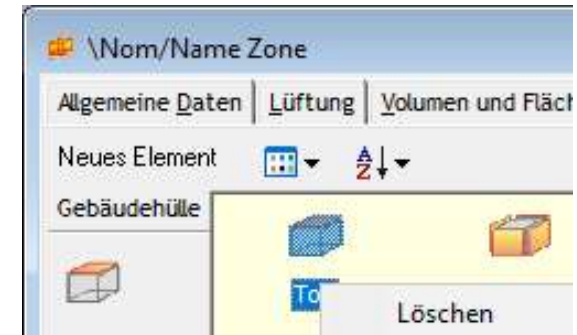 \Nom/Name Zone
Allgemeine Daten Lüftung Volumen und Fläch
Neues Element
Gebäudehülle
Löschen